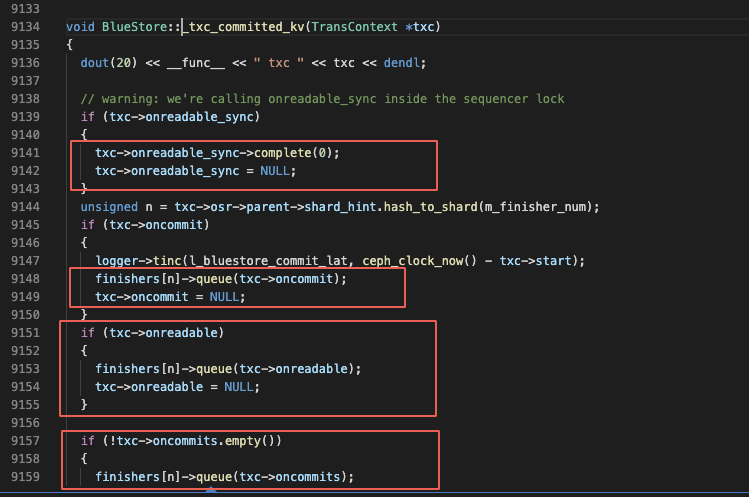 9133
9134 void BlueStore::_txc_committed_kv(TransContext *txc)
9135 {
9136   dout(20) << __func__ << " txc " << txc << dendl;
9137
9138   // warning: we're calling onreadable_sync inside the sequencer lock
9139   if (txc->onreadable_sync)
9140   {
9141     txc->onreadable_sync->complete(0);
9142     txc->onreadable_sync = NULL;
9143   }
9144   unsigned n = txc->osr->parent->shard_hint.hash_to_shard(m_finisher_num);
9145   if (txc->oncommit)
9146   {
9147     logger->tinc(l_bluestore_commit_lat, ceph_clock_now() - txc->start);
9148     finishers[n]->queue(txc->oncommit);
9149     txc->oncommit = NULL;
9150   }
9151   if (txc->onreadable)
9152   {
9153     finishers[n]->queue(txc->onreadable);
9154     txc->onreadable = NULL;
9155   }
9156
9157   if (!txc->oncommits.empty())
9158   {
9159     finishers[n]->queue(txc->oncommits);